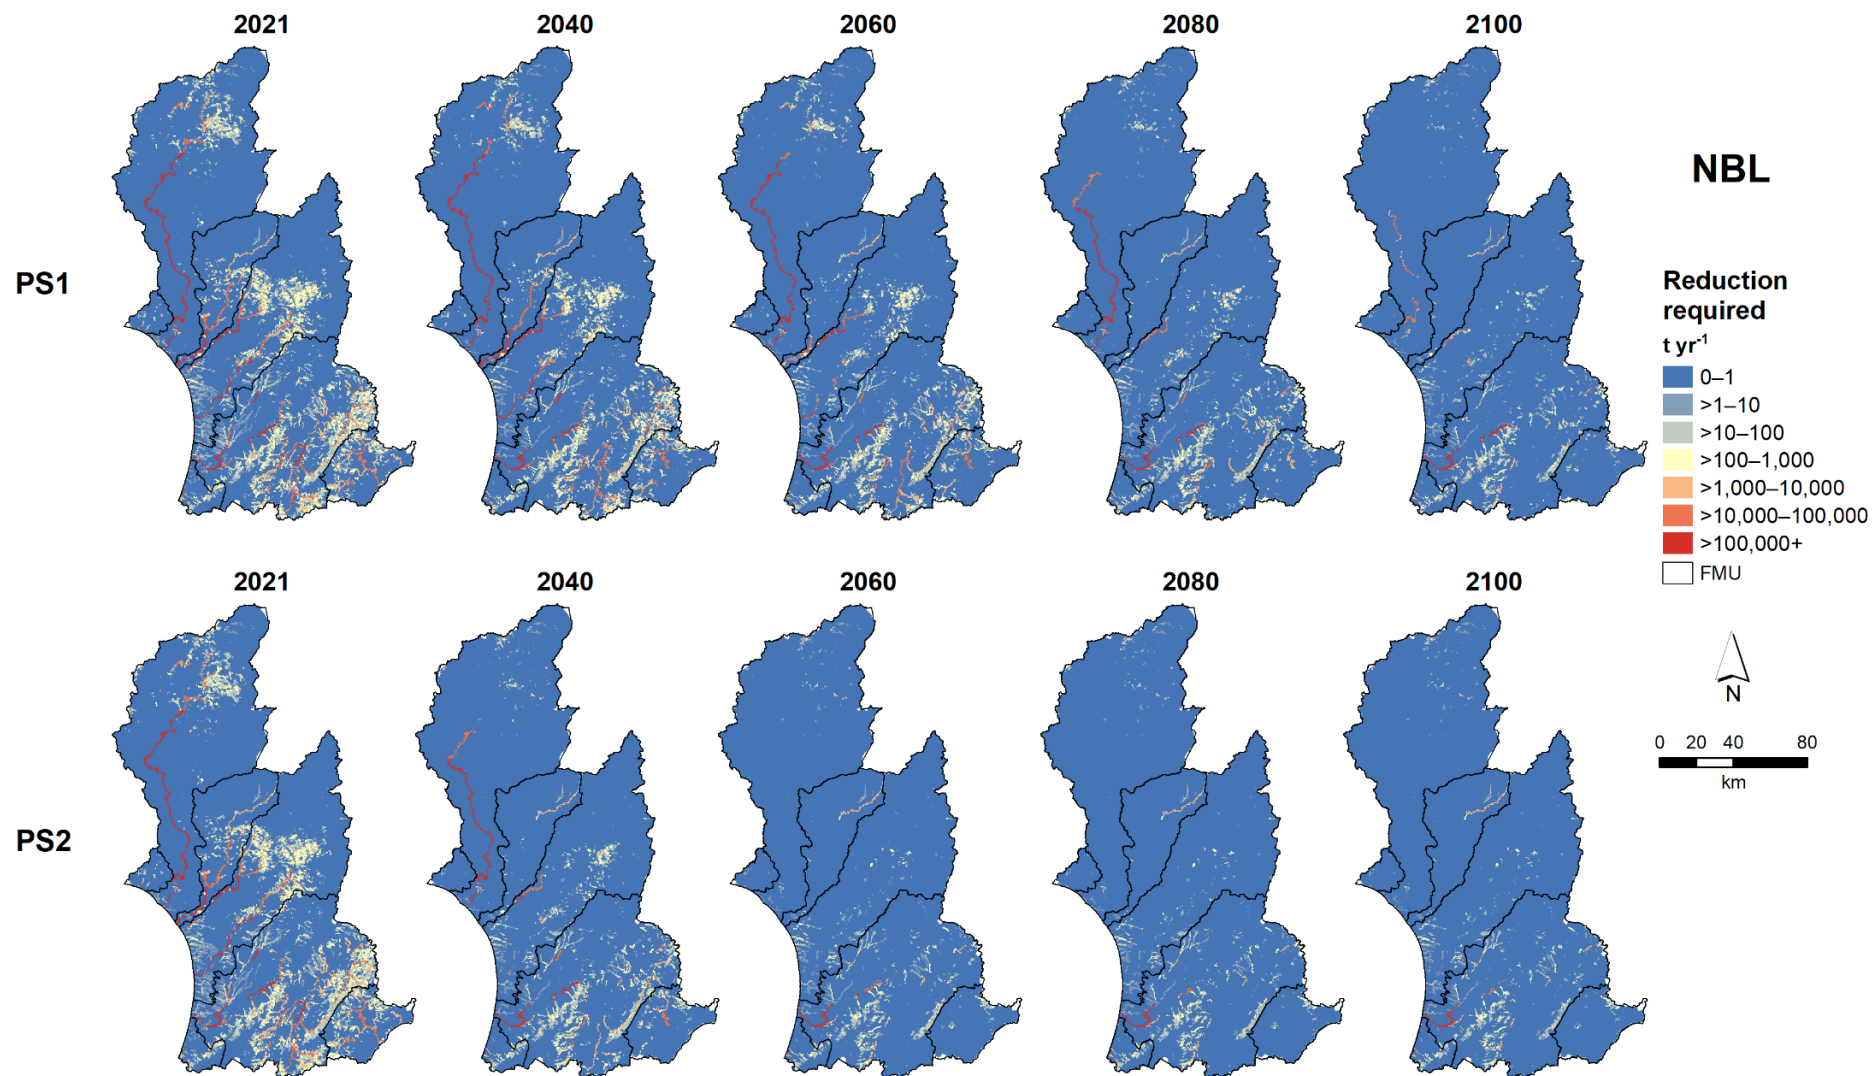 2021 2040 2060 2080 2100
NBL
PS1
Reduction
required
t yr-1
0–1
>1–10
>10–100
>100–1,000
>1,000–10,000
>10,000–100,000
>100,000+
FMU
2021 2040 2060 2080 2100
N
PS2
0 20 40 80
km